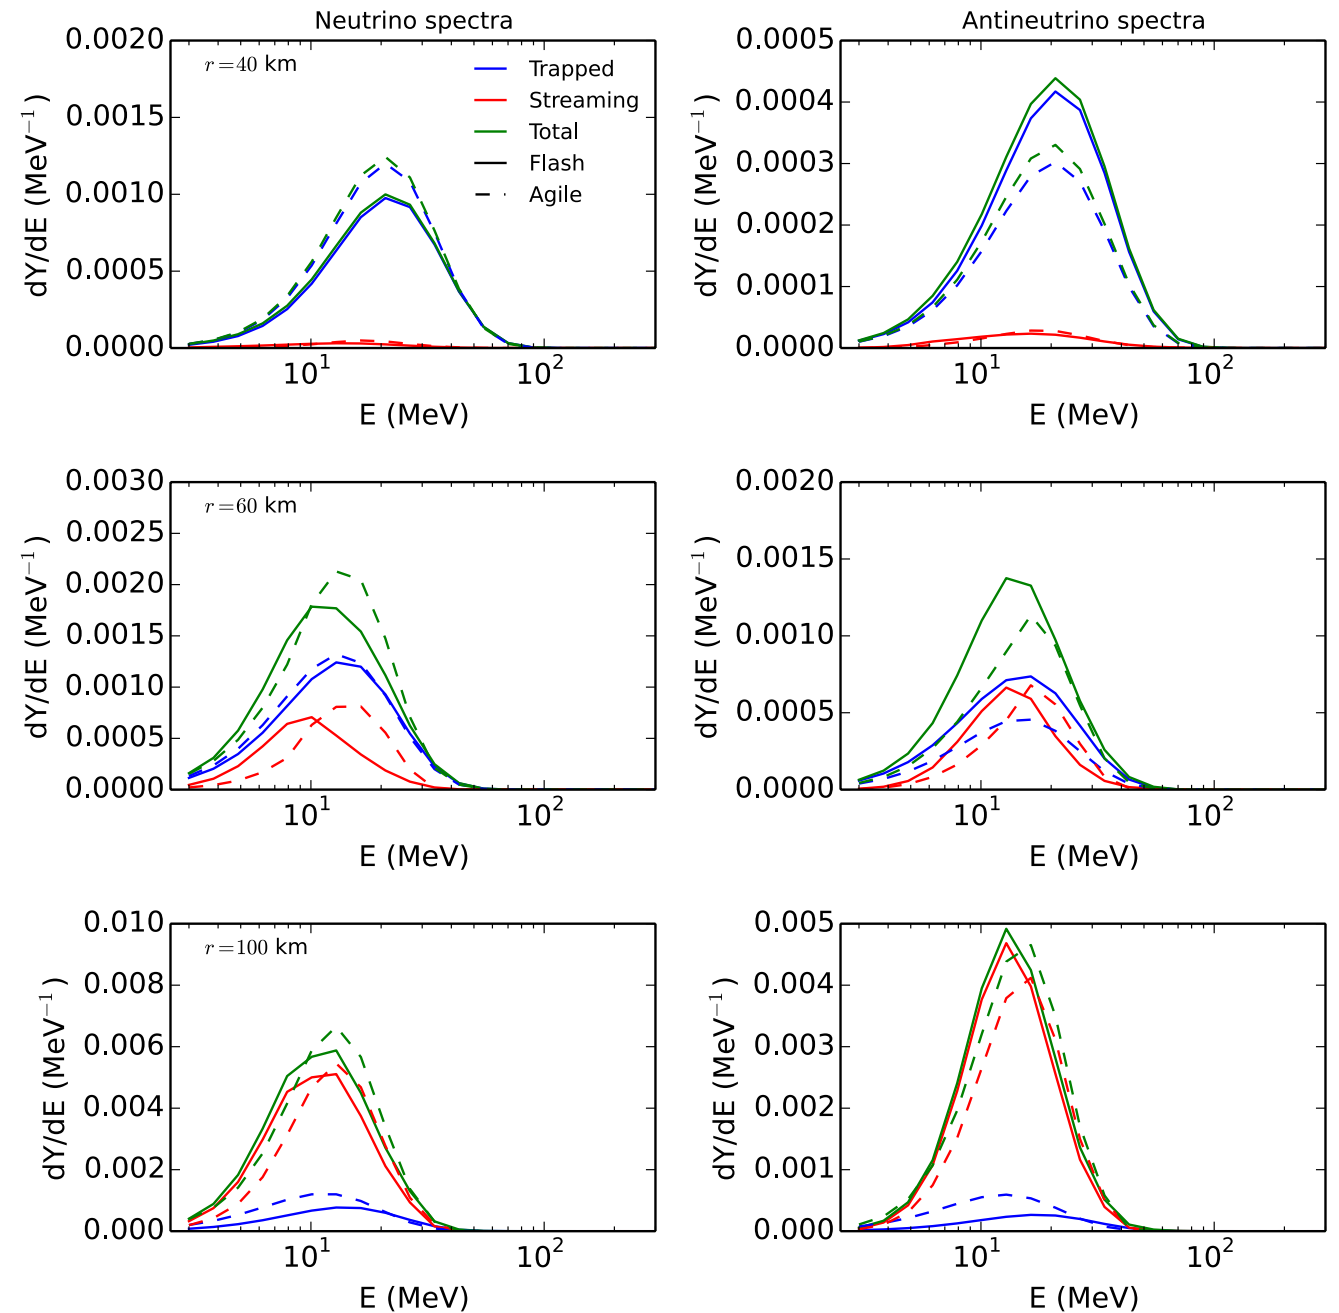 Neutrino spectra
0.0020
0.0015
0.0010
0.0005
0.0000
dY/dE (MeV⁻¹)
r=40 km
Trapped
Streaming
Total
Flash
Agile
10¹ 10²
E (MeV)
Antineutrino spectra
0.0005
0.0004
0.0003
0.0002
0.0001
0.0000
dY/dE (MeV⁻¹)
10¹ 10²
E (MeV)
0.0030
0.0025
0.0020
0.0015
0.0010
0.0005
0.0000
dY/dE (MeV⁻¹)
r=60 km
10¹ 10²
E (MeV)
0.0020
0.0015
0.0010
0.0005
0.0000
dY/dE (MeV⁻¹)
10¹ 10²
E (MeV)
0.010
0.008
0.006
0.004
0.002
0.000
dY/dE (MeV⁻¹)
r=100 km
10¹ 10²
E (MeV)
0.005
0.004
0.003
0.002
0.001
0.000
dY/dE (MeV⁻¹)
10¹ 10²
E (MeV)